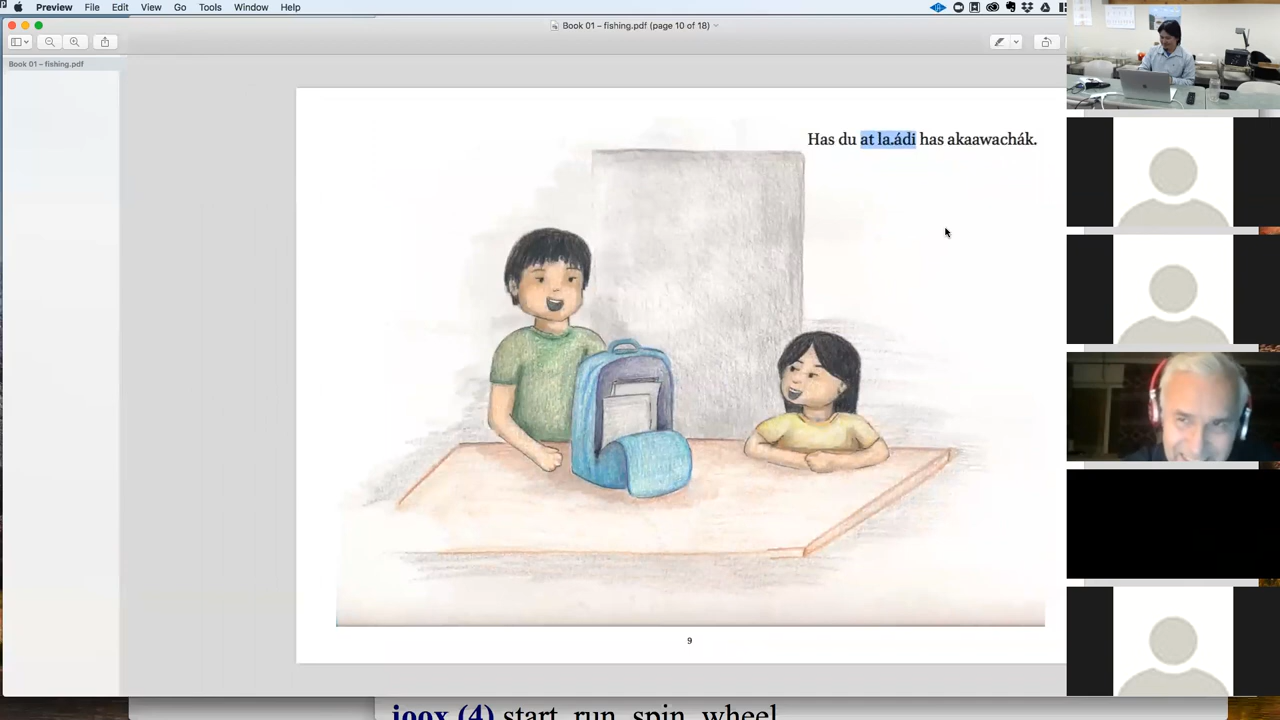 Preview File Edit View Go Tools Window Help
Book 01 – fishing.pdf (page 10 of 18)
Book 01 – fishing.pdf
Has du at la.ádi has akaawachák.
9
joox (4) start, run, spin, wheel